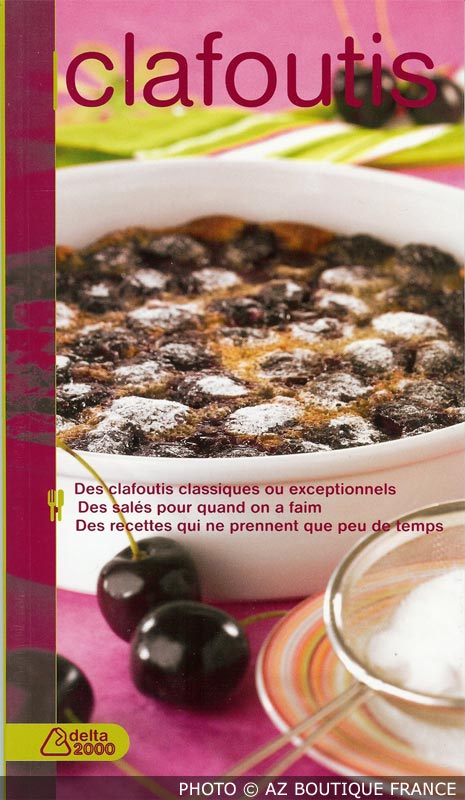 clafoutis
Des clafoutis classiques ou exceptionnels
Des salés pour quand on a faim
Des recettes qui ne prennent que peu de temps
delta
2000
PHOTO © AZ BOUTIQUE FRANCE